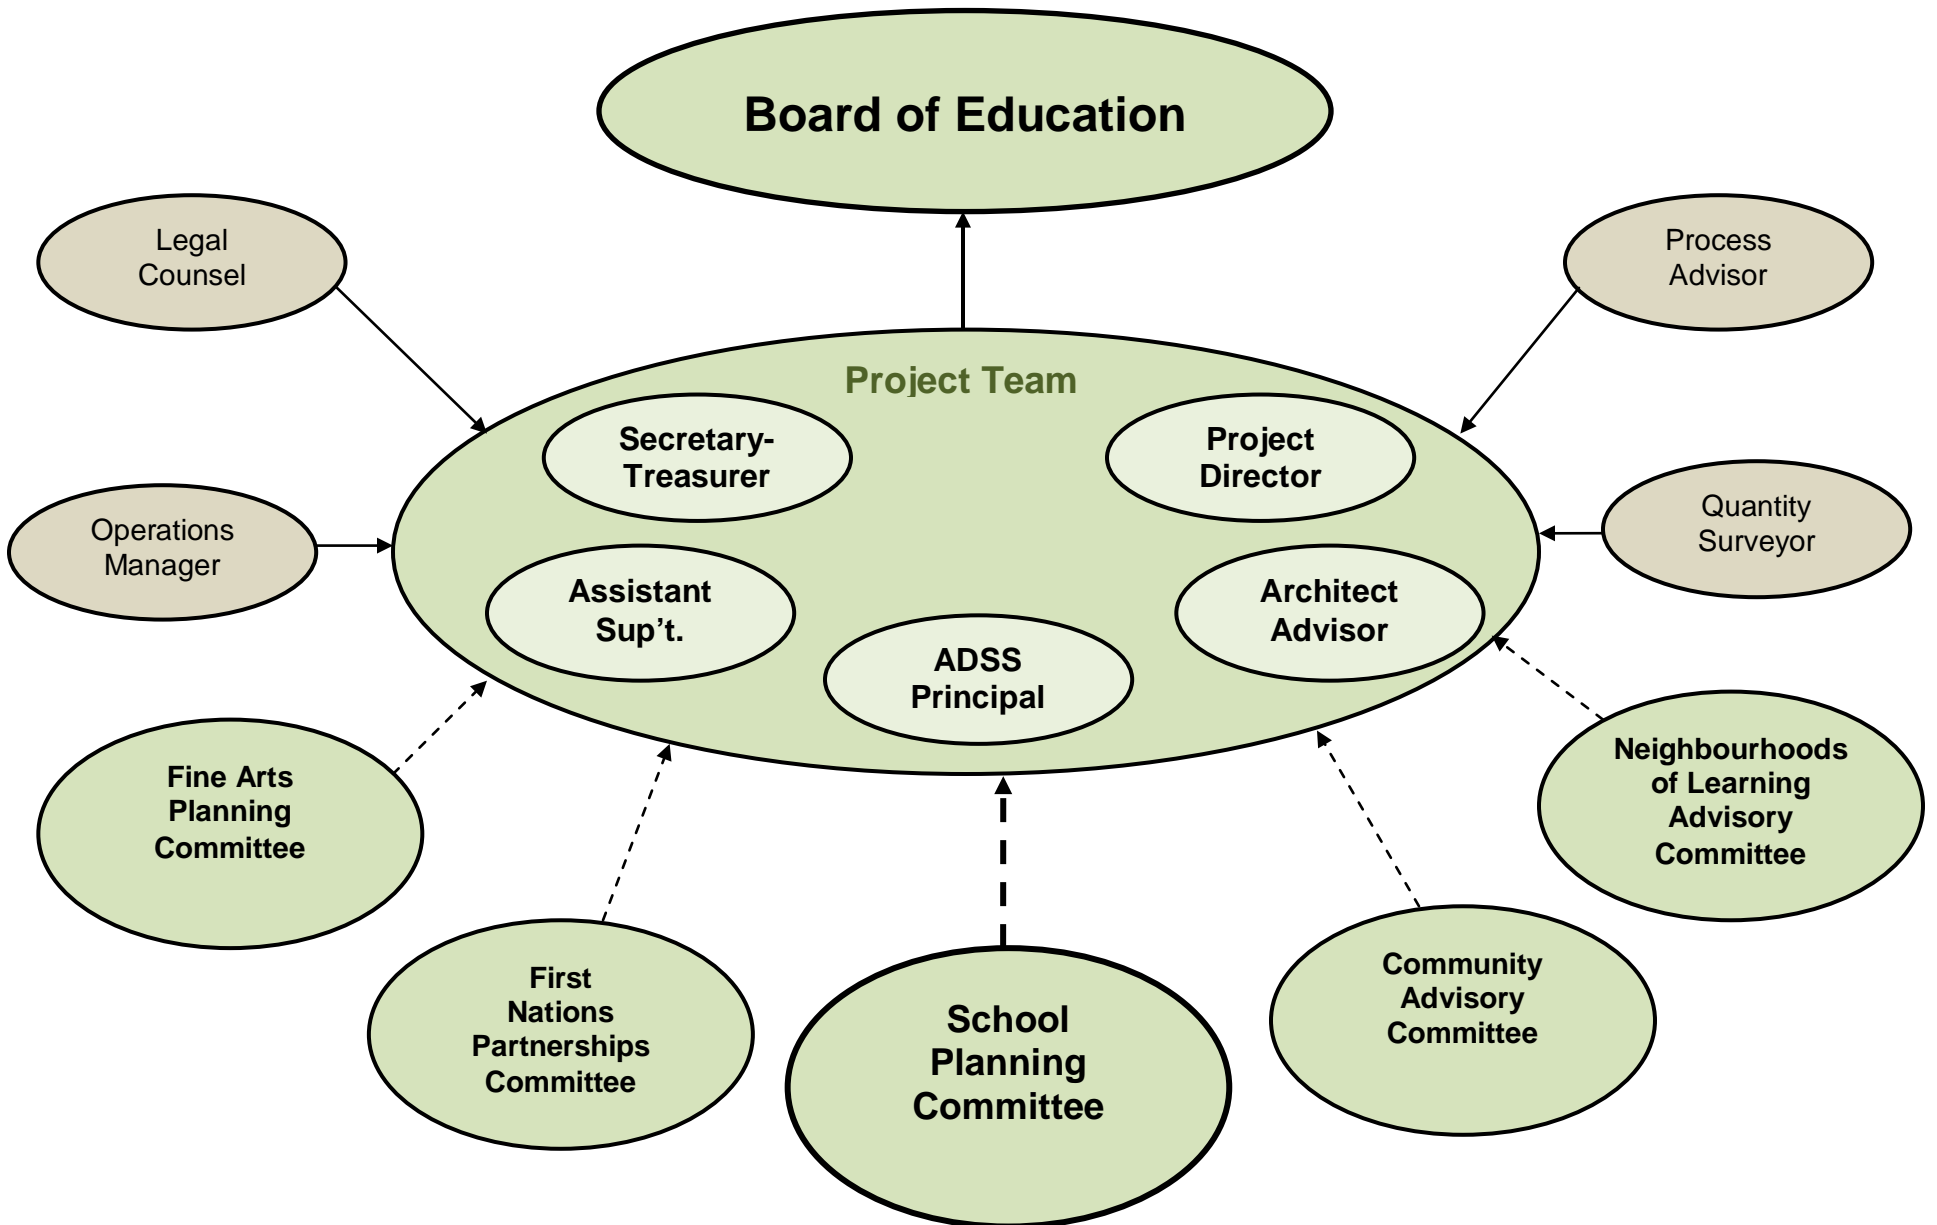 Board of Education
Legal
Counsel
Process
Advisor
Project Team
Secretary-
Treasurer
Project
Director
Operations
Manager
Quantity
Surveyor
Assistant
Sup’t.
Architect
Advisor
ADSS
Principal
Fine Arts
Planning
Committee
Neighbourhoods
of Learning
Advisory
Committee
First
Nations
Partnerships
Committee
School
Planning
Committee
Community
Advisory
Committee